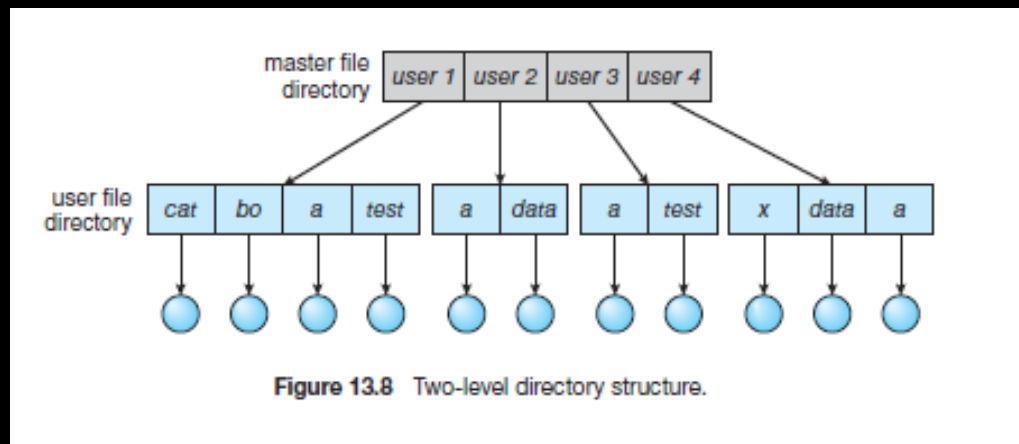 master file
directory
user 1 user 2 user 3 user 4
user file
directory
cat bo a test a data a test x data a
Figure 13.8 Two-level directory structure.